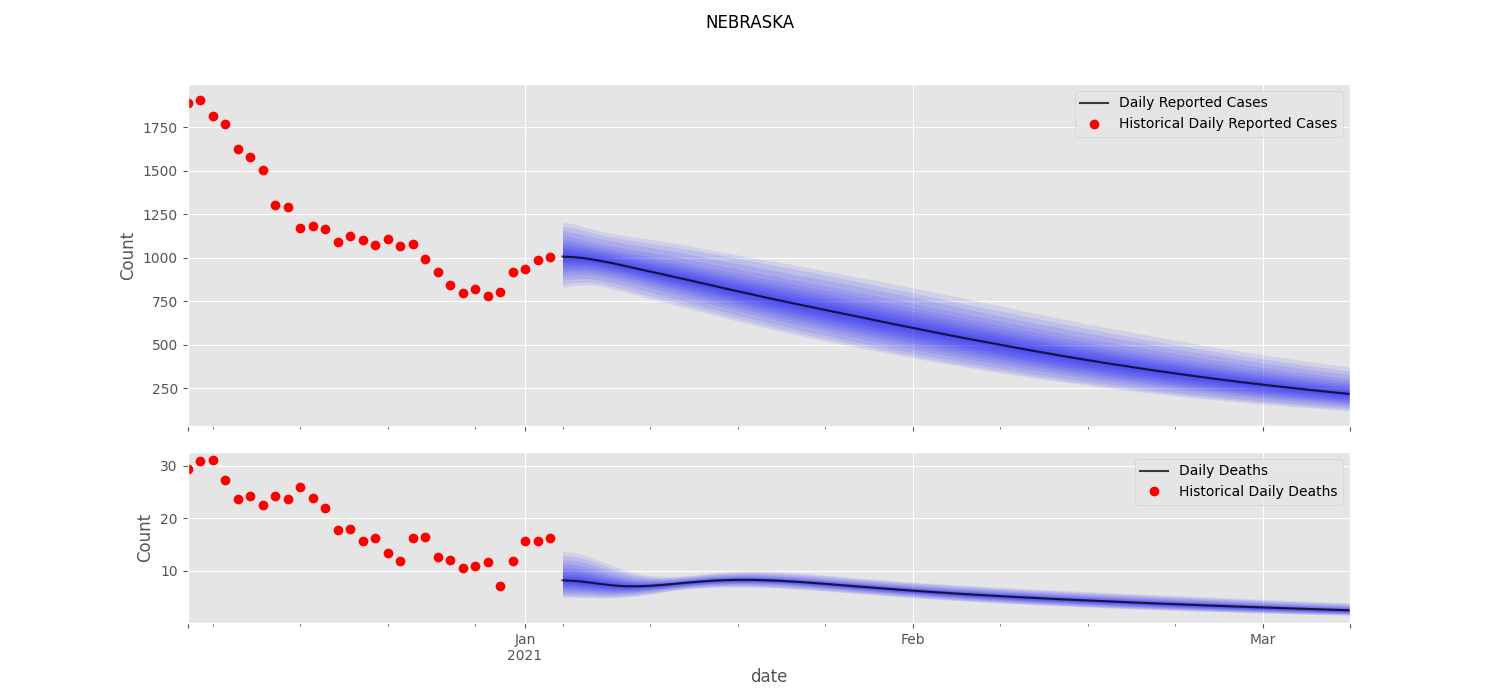 NEBRASKA
Daily Reported Cases
Historical Daily Reported Cases
1750
1500
1250
1000
750
500
250
Count
Daily Deaths
Historical Daily Deaths
30
20
10
Count
Jan
2021
Feb
Mar
date